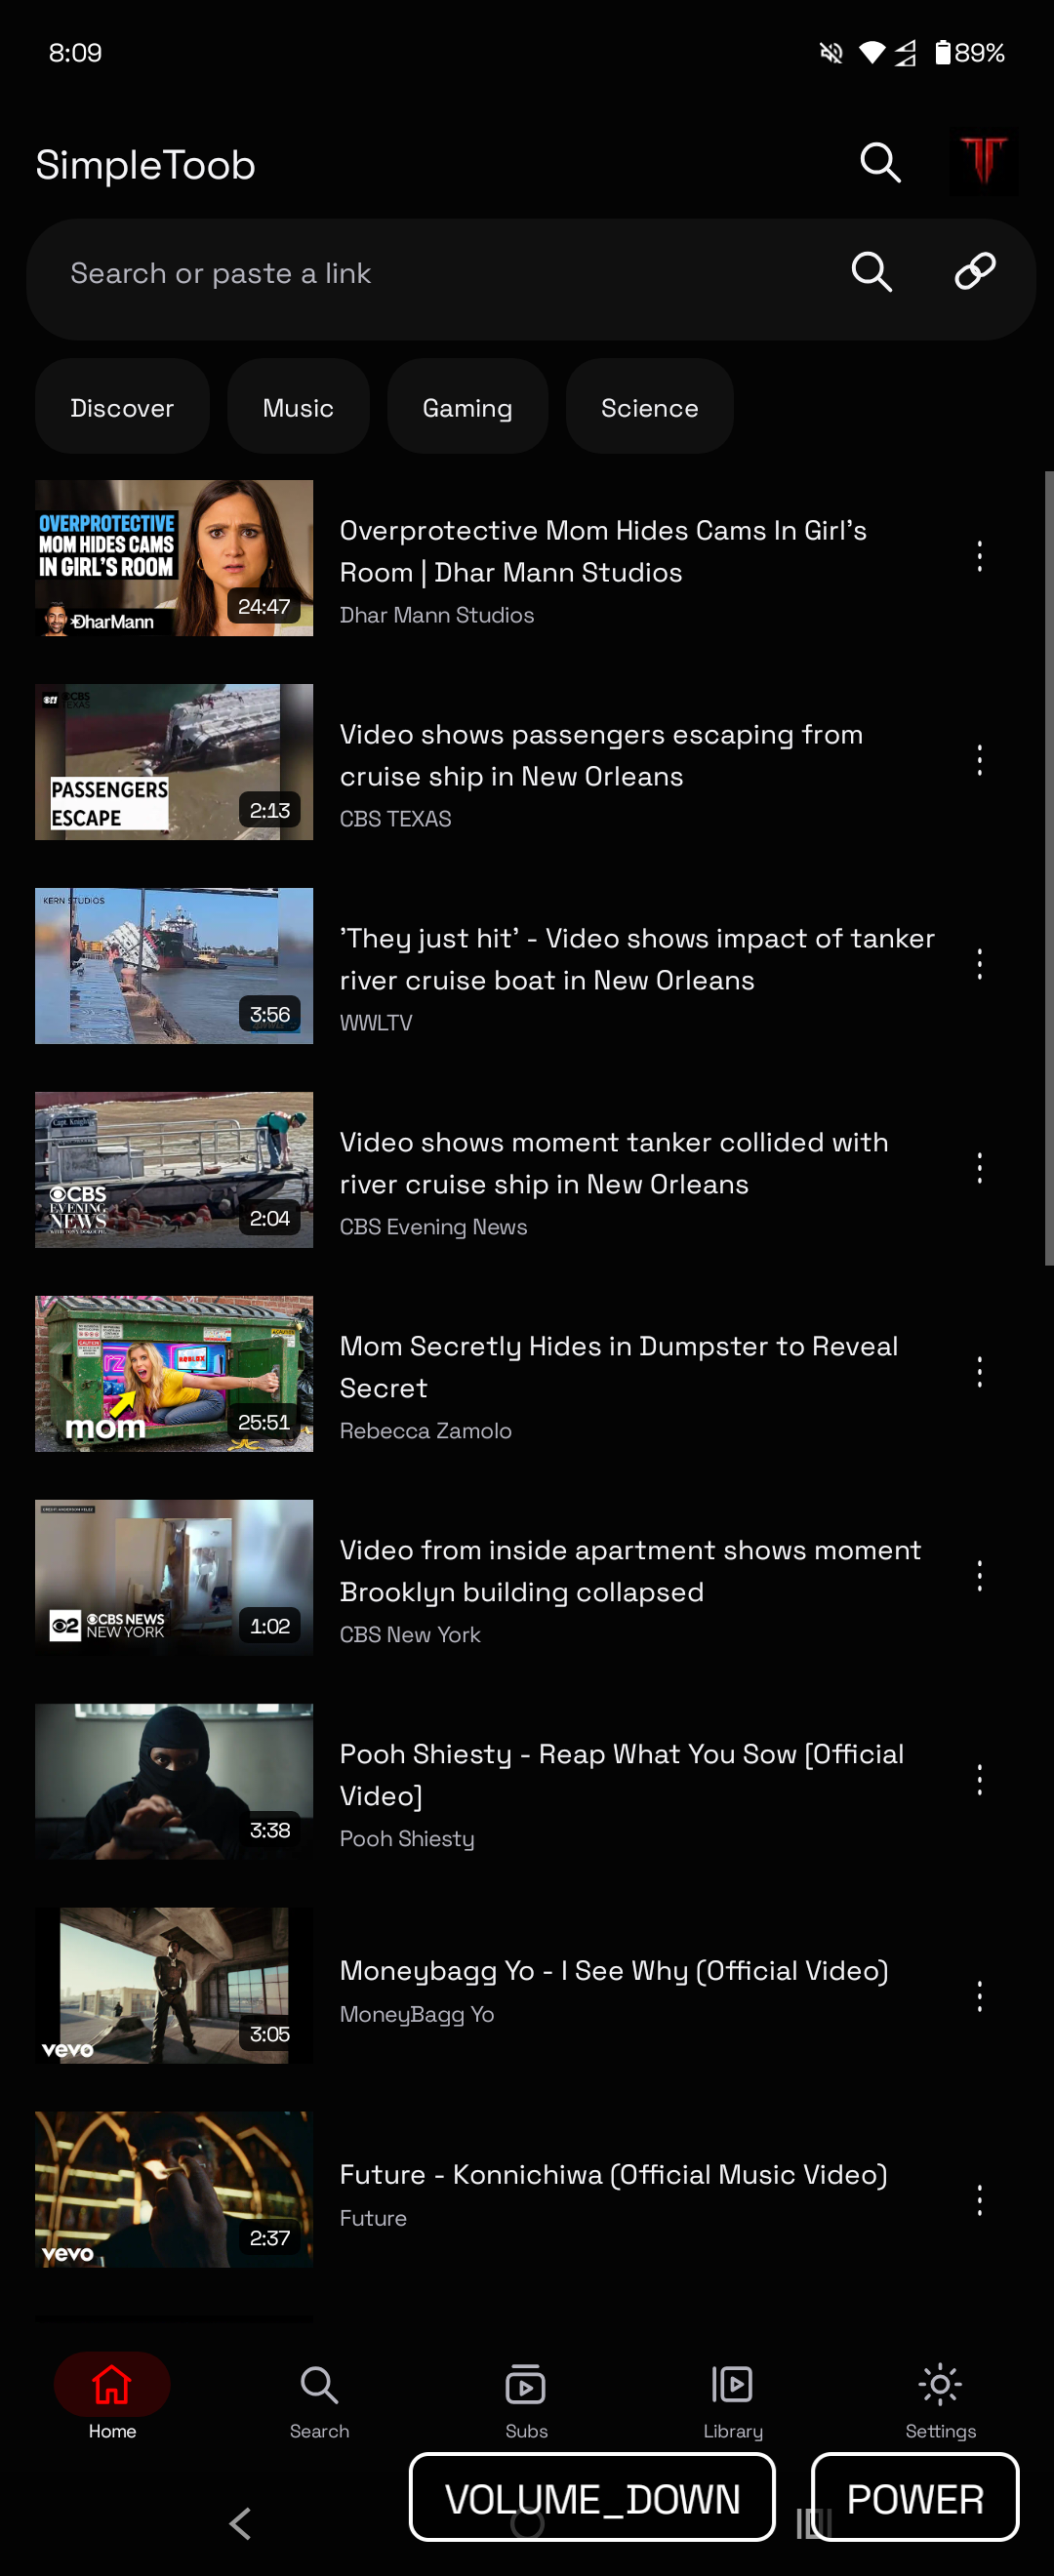 8:09
89%
SimpleToob
Search or paste a link
Discover
Music
Gaming
Science
OVERPROTECTIVE
MOM HIDES CAMS
IN GIRL'S ROOM
DharMann
24:47
Overprotective Mom Hides Cams In Girl's
Room | Dhar Mann Studios
Dhar Mann Studios
CBS
TEXAS
PASSENGERS
ESCAPE
2:13
Video shows passengers escaping from
cruise ship in New Orleans
CBS TEXAS
KERN STUDIOS
3:56
'They just hit' - Video shows impact of tanker
river cruise boat in New Orleans
WWLTV
CBS
EVENING
NEWS
2:04
Video shows moment tanker collided with
river cruise ship in New Orleans
CBS Evening News
ROBLOX
mom
25:51
Mom Secretly Hides in Dumpster to Reveal
Secret
Rebecca Zamolo
2
CBS NEWS
NEW YORK
1:02
Video from inside apartment shows moment
Brooklyn building collapsed
CBS New York
3:38
Pooh Shiesty - Reap What You Sow [Official
Video]
Pooh Shiesty
vevo
3:05
Moneybagg Yo - I See Why (Official Video)
MoneyBagg Yo
vevo
2:37
Future - Konnichiwa (Official Music Video)
Future
Home
Search
Subs
Library
Settings
VOLUME_DOWN
POWER